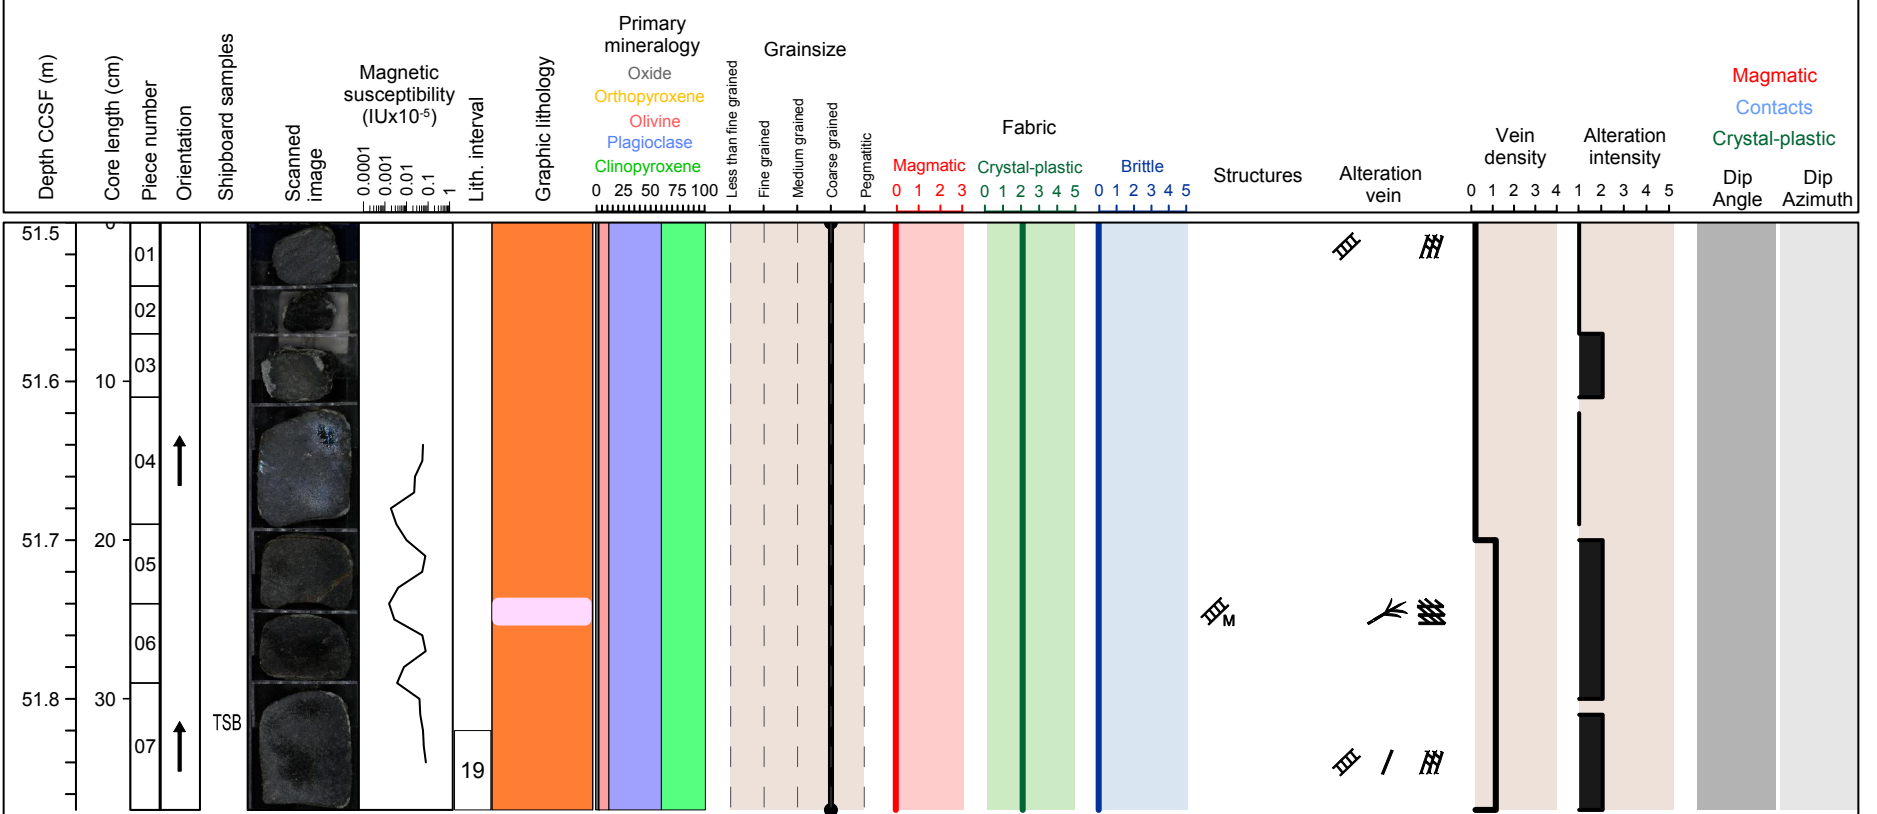 Depth CCSF (m)
Core length (cm)
Piece number
Orientation
Shipboard samples
Scanned
image
Magnetic
susceptibility
(IUx10-5)
0.0001
0.001
0.01
0.1
1
Lith. interval
Graphic lithology
Primary
mineralogy
Oxide
Orthopyroxene
Olivine
Plagioclase
Clinopyroxene
0 25 50 75 100
Grainsize
Less than fine grained
Fine grained
Medium grained
Coarse grained
Pegmatitic
Fabric
Magmatic
0 1 2 3
Crystal-plastic
0 1 2 3 4 5
Brittle
0 1 2 3 4 5
Structures
Alteration
vein
Vein
density
0 1 2 3 4
Alteration
intensity
1 2 3 4 5
Magmatic
Contacts
Crystal-plastic
Dip
Angle
Dip
Azimuth
51.5
0
01
02
03
51.6
10
04
51.7
20
05
06
M
51.8
30
TSB
07
19